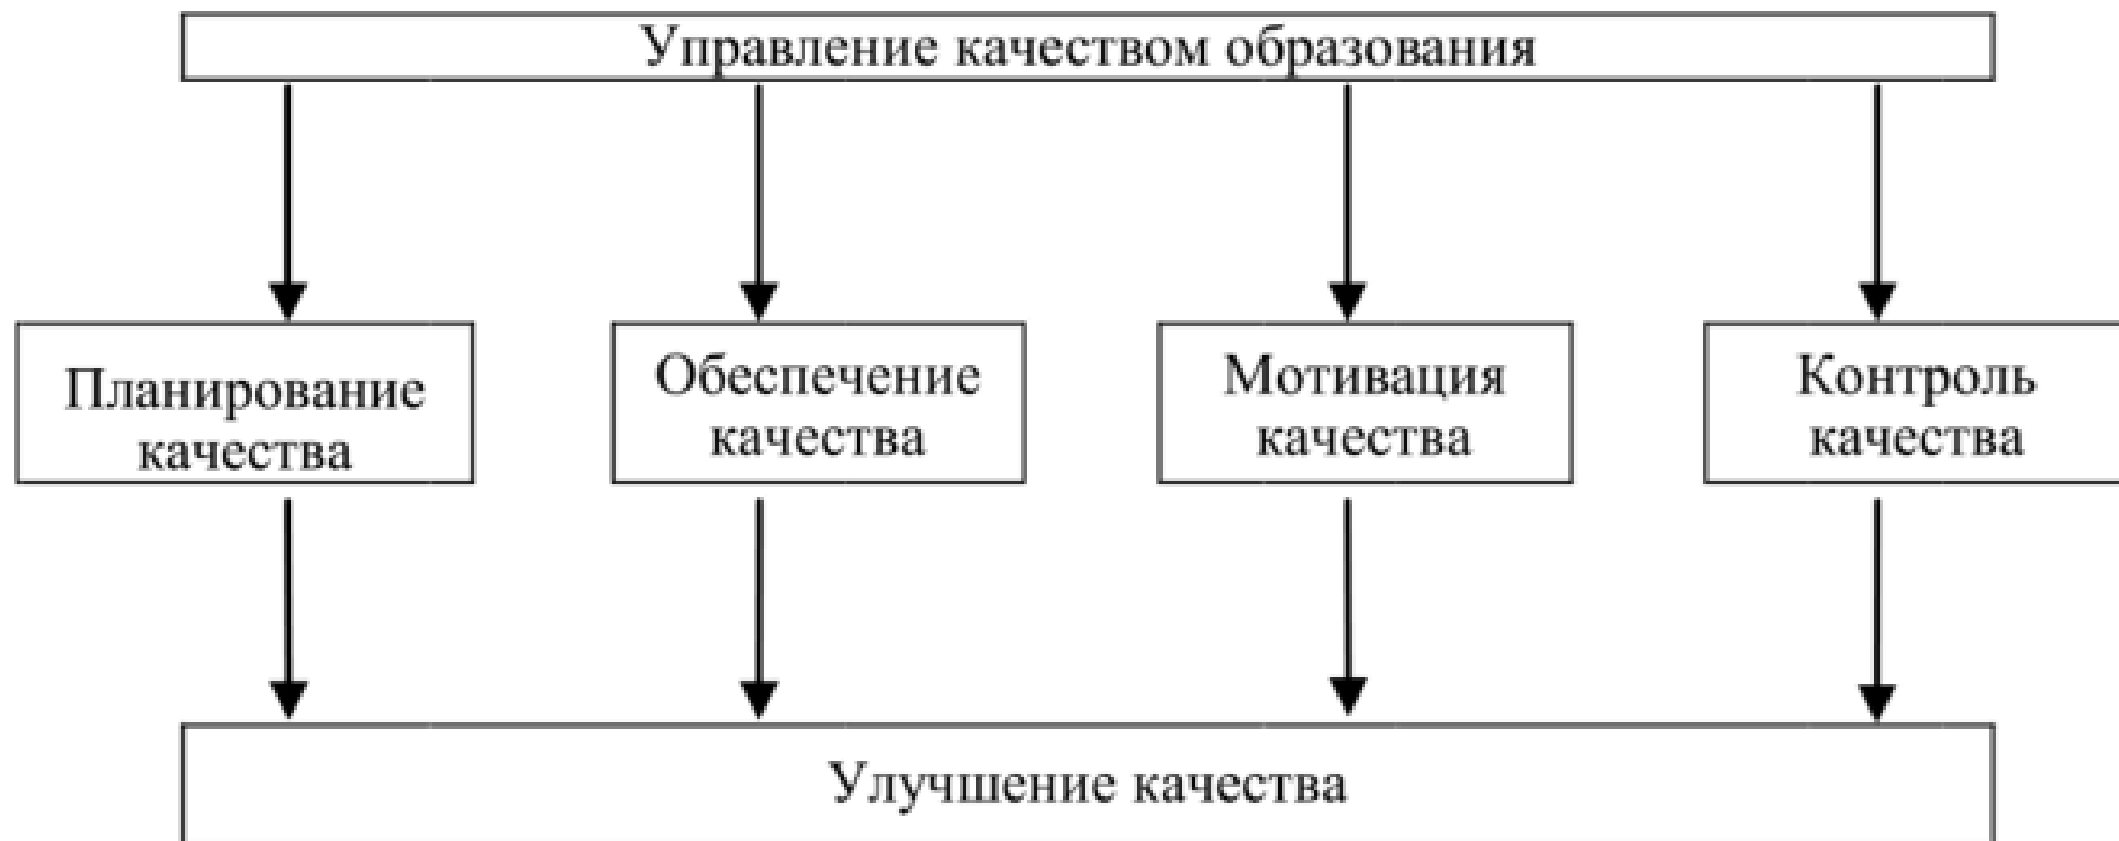 Управление качеством образования
Планирование
качества
Обеспечение
качества
Мотивация
качества
Контроль
качества
Улучшение качества